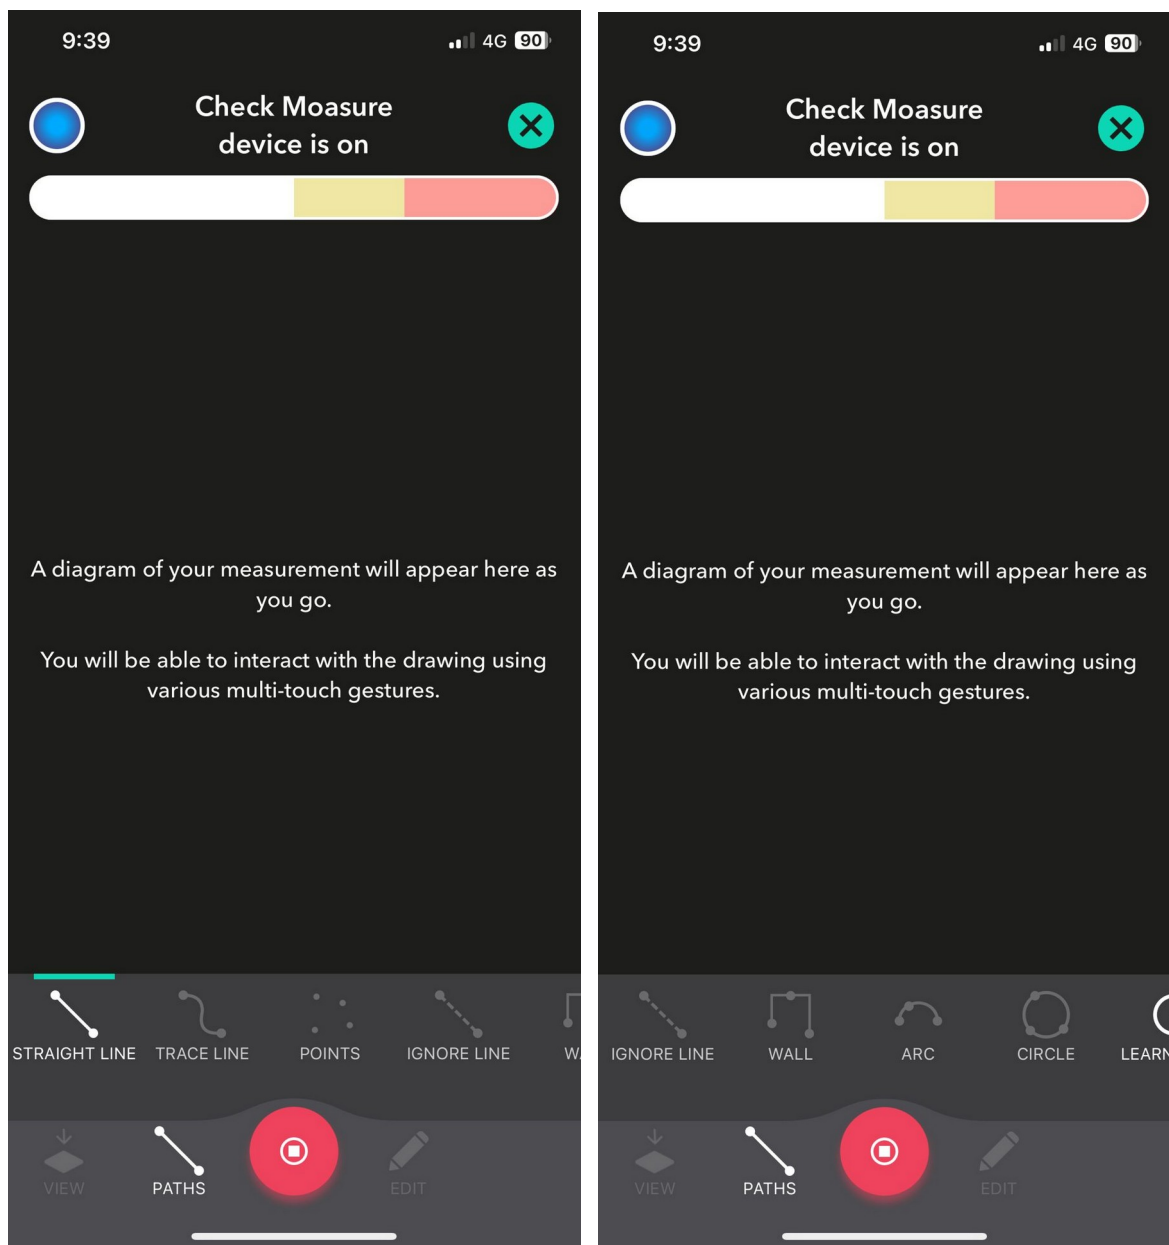 9:39
4G 90
Check Moasure
device is on
A diagram of your measurement will appear here as
you go.
You will be able to interact with the drawing using
various multi-touch gestures.
STRAIGHT LINE TRACE LINE POINTS IGNORE LINE W
VIEW PATHS EDIT
9:39
4G 90
Check Moasure
device is on
A diagram of your measurement will appear here as
you go.
You will be able to interact with the drawing using
various multi-touch gestures.
IGNORE LINE WALL ARC CIRCLE LEARN
VIEW PATHS EDIT